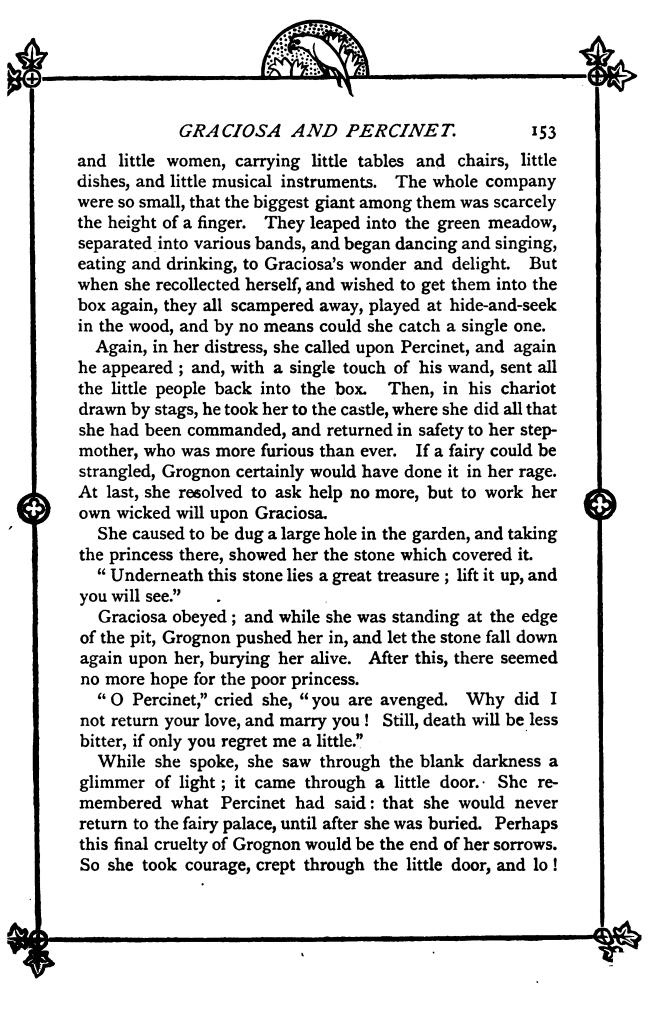 GRACIOSA AND PERCINET. 153
and little women, carrying little tables and chairs, little
dishes, and little musical instruments. The whole company
were so small, that the biggest giant among them was scarcely
the height of a finger. They leaped into the green meadow,
separated into various bands, and began dancing and singing,
eating and drinking, to Graciosa's wonder and delight. But
when she recollected herself, and wished to get them into the
box again, they all scampered away, played at hide-and-seek
in the wood, and by no means could she catch a single one.
Again, in her distress, she called upon Percinet, and again
he appeared ; and, with a single touch of his wand, sent all
the little people back into the box. Then, in his chariot
drawn by stags, he took her to the castle, where she did all that
she had been commanded, and returned in safety to her step-
mother, who was more furious than ever. If a fairy could be
strangled, Grognon certainly would have done it in her rage.
At last, she resolved to ask help no more, but to work her
own wicked will upon Graciosa.
She caused to be dug a large hole in the garden, and taking
the princess there, showed her the stone which covered it.
" Underneath this stone lies a great treasure ; lift it up, and
you will see."
Graciosa obeyed ; and while she was standing at the edge
of the pit, Grognon pushed her in, and let the stone fall down
again upon her, burying her alive. After this, there seemed
no more hope for the poor princess.
" O Percinet," cried she, "you are avenged. Why did I
not return your love, and marry you ! Still, death will be less
bitter, if only you regret me a little."
While she spoke, she saw through the blank darkness a
glimmer of light ; it came through a little door. She re-
membered what Percinet had said : that she would never
return to the fairy palace, until after she was buried. Perhaps
this final cruelty of Grognon would be the end of her sorrows.
So she took courage, crept through the little door, and lo !